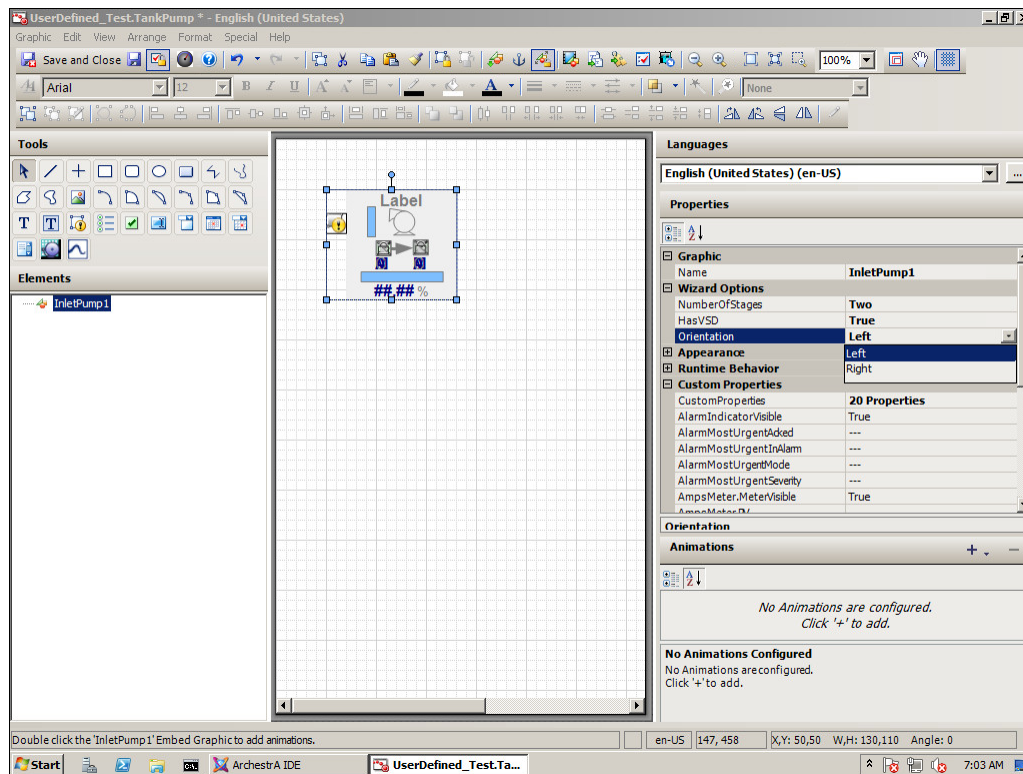 UserDefined_Test.TankPump * - English (United States)
Graphic Edit View Arrange Format Special Help
Save and Close 100%
Arial 12 B I U A A A None
Tools
T T
Elements
InletPump1
Label
##.## %
Languages
English (United States) (en-US) ...
Properties
Graphic
Name InletPump1
Wizard Options
NumberOfStages Two
HasVSD True
Orientation Left
Appearance Left
Runtime Behavior Right
Custom Properties
CustomProperties 20 Properties
AlarmIndicatorVisible True
AlarmMostUrgentAcked ---
AlarmMostUrgentInAlarm ---
AlarmMostUrgentMode ---
AlarmMostUrgentSeverity ---
AmpsMeter.MeterVisible True
AmpsMeter.PV
Orientation
Animations
No Animations are configured.
Click '+' to add.
No Animations Configured
No Animations are configured.
Click '+' to add.
Double click the 'InletPump1' Embed Graphic to add animations. en-US 147, 458 X,Y: 50,50 W,H: 130,110 Angle: 0
Start ArchestrA IDE UserDefined_Test.Ta... 7:03 AM